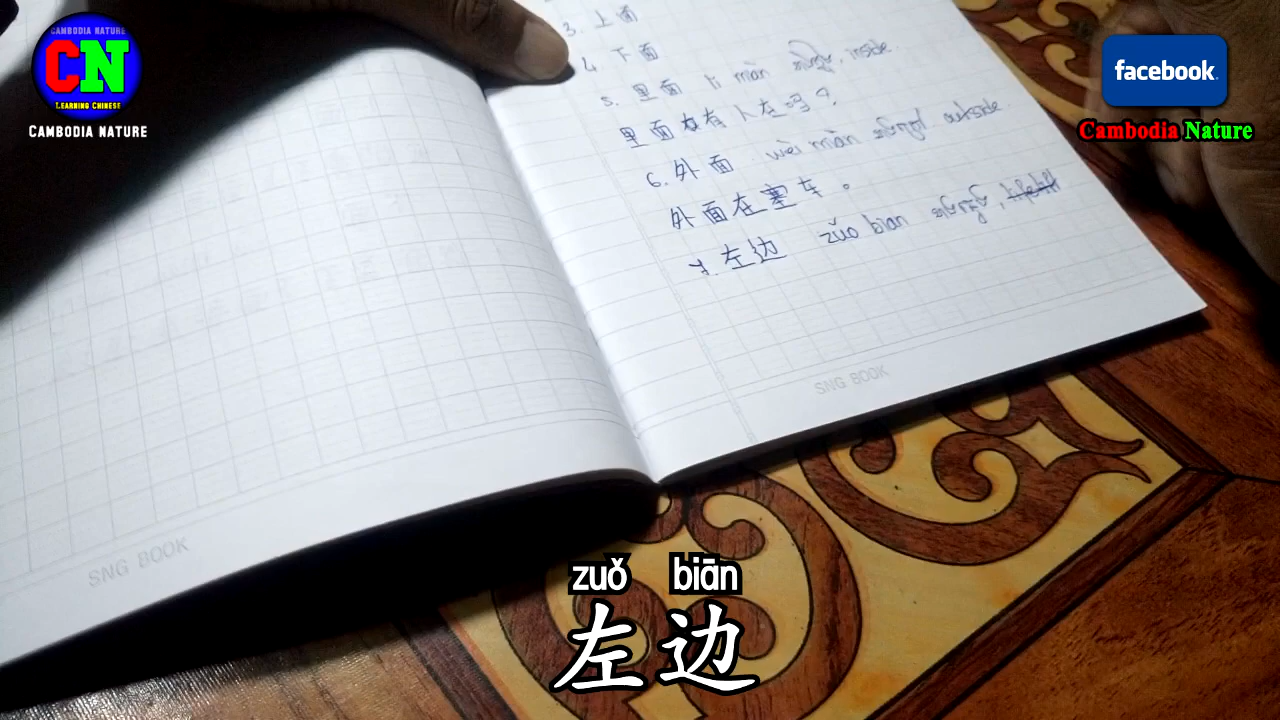 CAMBODIA NATURE
CN
LEARNING CHINESE
CAMBODIA NATURE
facebook
Cambodia Nature
3. 上面
4. 下面
5. 里面 lǐ miàn inside.
里面 有 在吗?
6. 外面 wài miàn outside.
外面在塞车。
7. 左边 zuǒ bian
SNG BOOK
SNG BOOK
zuǒ biān
左边